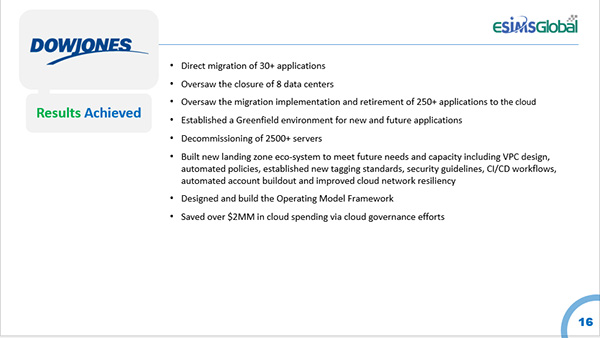 DOWJONES
ESiMSGlobal
Results Achieved
• Direct migration of 30+ applications
• Oversaw the closure of 8 data centers
• Oversaw the migration implementation and retirement of 250+ applications to the cloud
• Established a Greenfield environment for new and future applications
• Decommissioning of 2500+ servers
• Built new landing zone eco-system to meet future needs and capacity including VPC design,
automated policies, established new tagging standards, security guidelines, CI/CD workflows,
automated account buildout and improved cloud network resiliency
• Designed and build the Operating Model Framework
• Saved over $2MM in cloud spending via cloud governance efforts
16